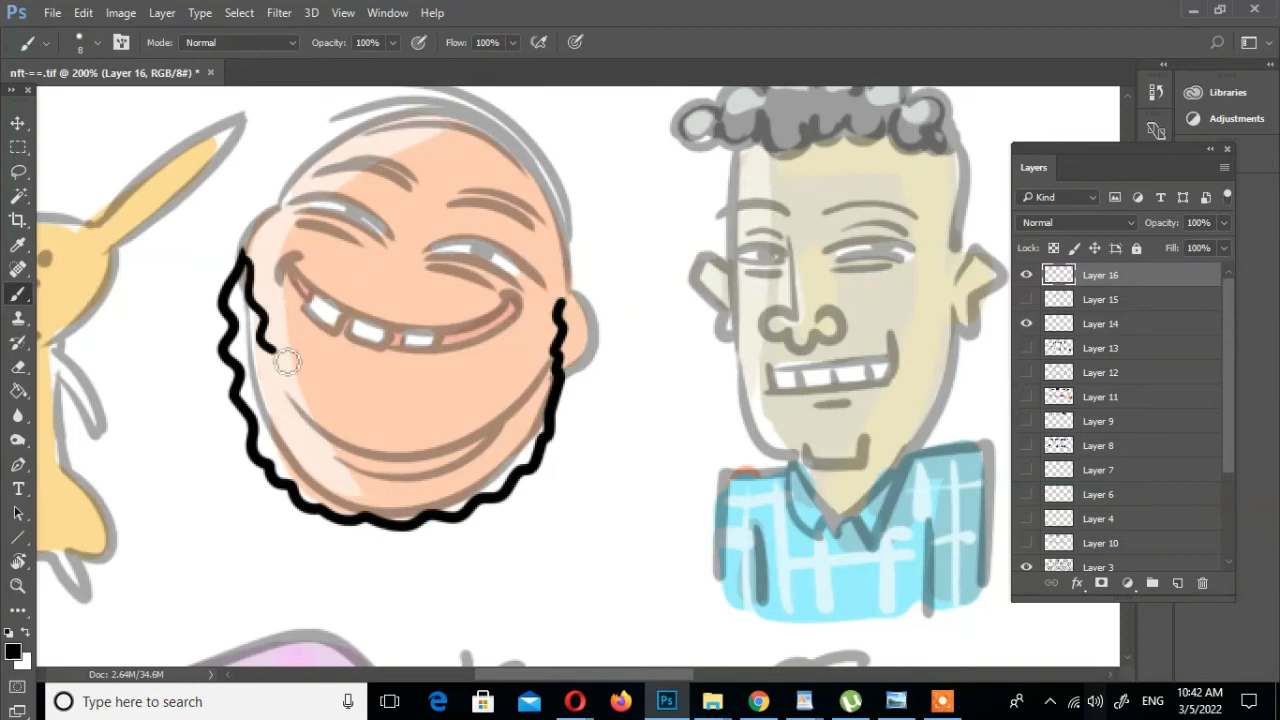 Ps File Edit Image Layer Type Select Filter 3D View Window Help
8 Mode: Normal Opacity: 100% Flow: 100%
nft-==.tif @ 200% (Layer 16, RGB/8#) * ×
Libraries
Adjustments
Layers
Kind
Normal Opacity: 100%
Lock: Fill: 100%
Layer 16
Layer 15
Layer 14
Layer 13
Layer 12
Layer 11
Layer 9
Layer 8
Layer 7
Layer 6
Layer 4
Layer 10
Layer 3
fx
Doc: 2.64M/34.6M
Type here to search
Ps
ENG
10:42 AM
3/5/2022